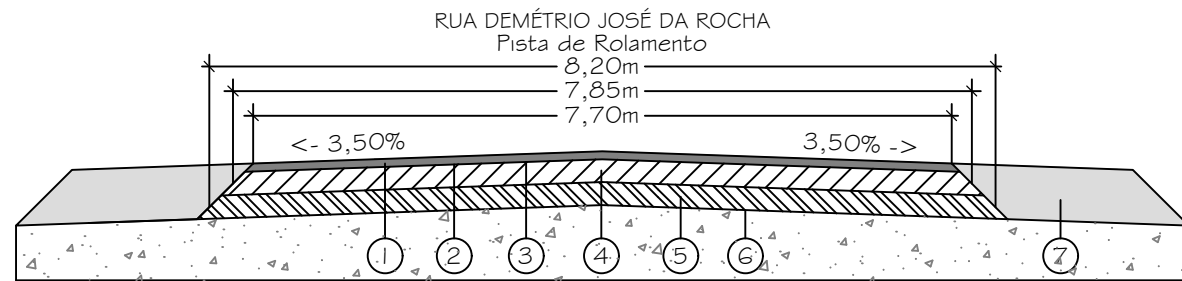 RUA DEMÉTRIO JOSÉ DA ROCHA
Pista de Rolamento
8,20m
7,85m
7,70m
<- 3,50% 3,50% ->
1 2 3 4 5 6 7